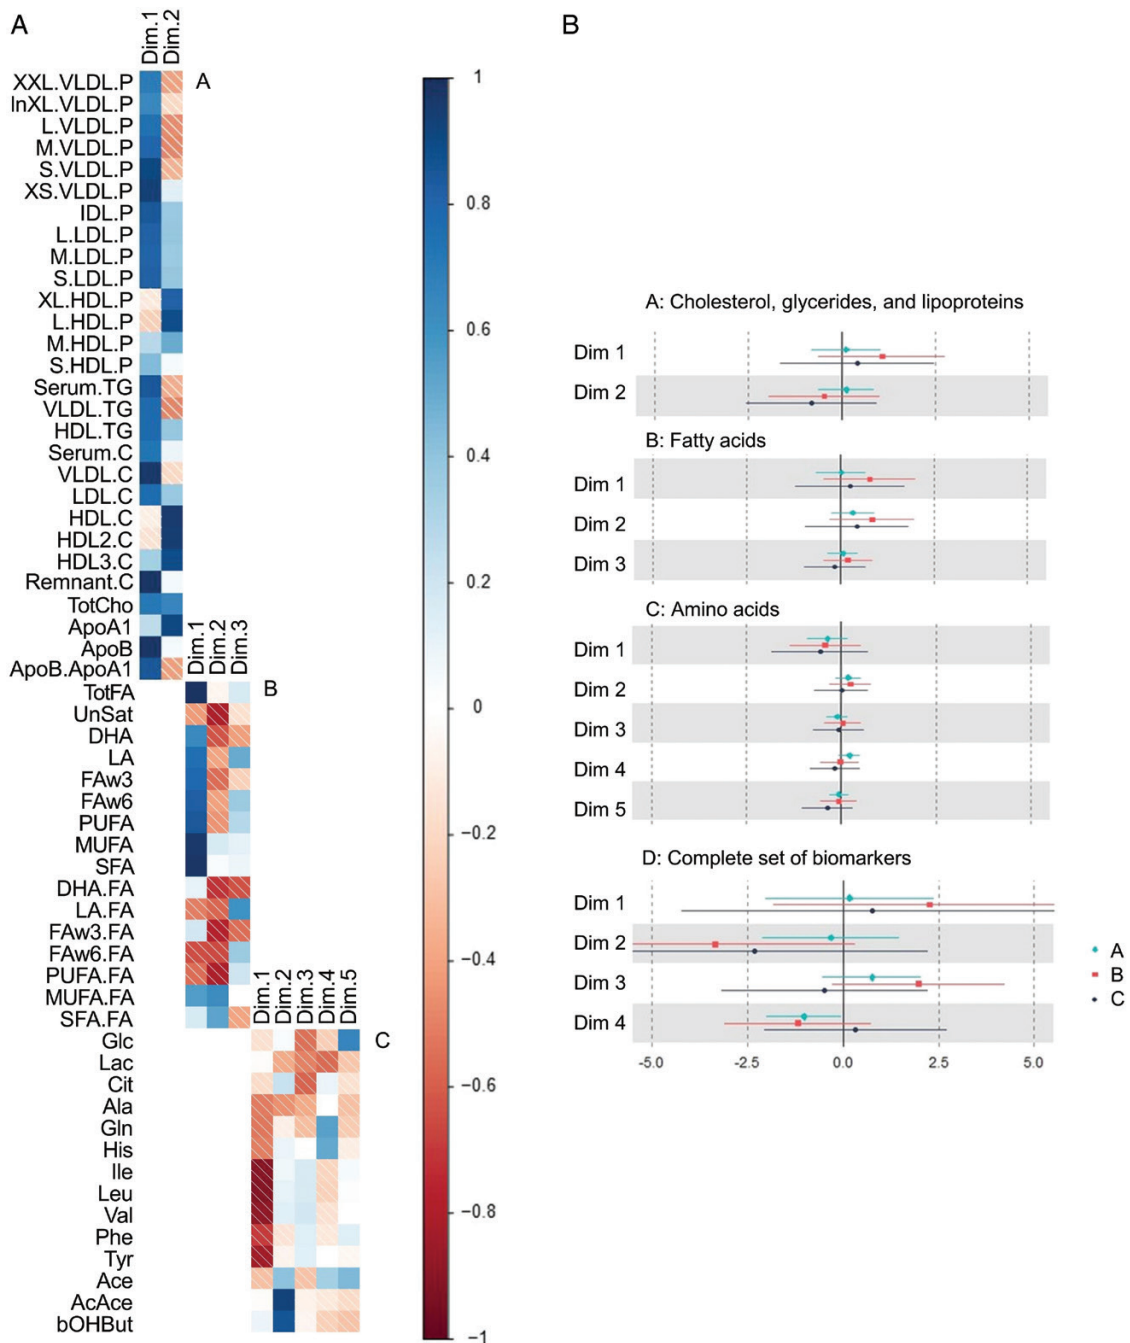 A
Dim.1
Dim.2
XXL.VLDL.P
lnXL.VLDL.P
L.VLDL.P
M.VLDL.P
S.VLDL.P
XS.VLDL.P
IDL.P
L.LDL.P
M.LDL.P
S.LDL.P
XL.HDL.P
L.HDL.P
M.HDL.P
S.HDL.P
Serum.TG
VLDL.TG
HDL.TG
Serum.C
VLDL.C
LDL.C
HDL.C
HDL2.C
HDL3.C
Remnant.C
TotCho
ApoA1
ApoB
ApoB.ApoA1
A
Dim.1
Dim.2
Dim.3
TotFA
UnSat
DHA
LA
FAw3
FAw6
PUFA
MUFA
SFA
DHA.FA
LA.FA
FAw3.FA
FAw6.FA
PUFA.FA
MUFA.FA
SFA.FA
B
Dim.1
Dim.2
Dim.3
Dim.4
Dim.5
Glc
Lac
Cit
Ala
Gln
His
Ile
Leu
Val
Phe
Tyr
Ace
AcAce
bOHBut
C
1
0.8
0.6
0.4
0.2
0
−0.2
−0.4
−0.6
−0.8
−1
B
A: Cholesterol, glycerides, and lipoproteins
Dim 1
Dim 2
B: Fatty acids
Dim 1
Dim 2
Dim 3
C: Amino acids
Dim 1
Dim 2
Dim 3
Dim 4
Dim 5
D: Complete set of biomarkers
Dim 1
Dim 2
Dim 3
Dim 4
-5.0 -2.5 0.0 2.5 5.0
A
B
C